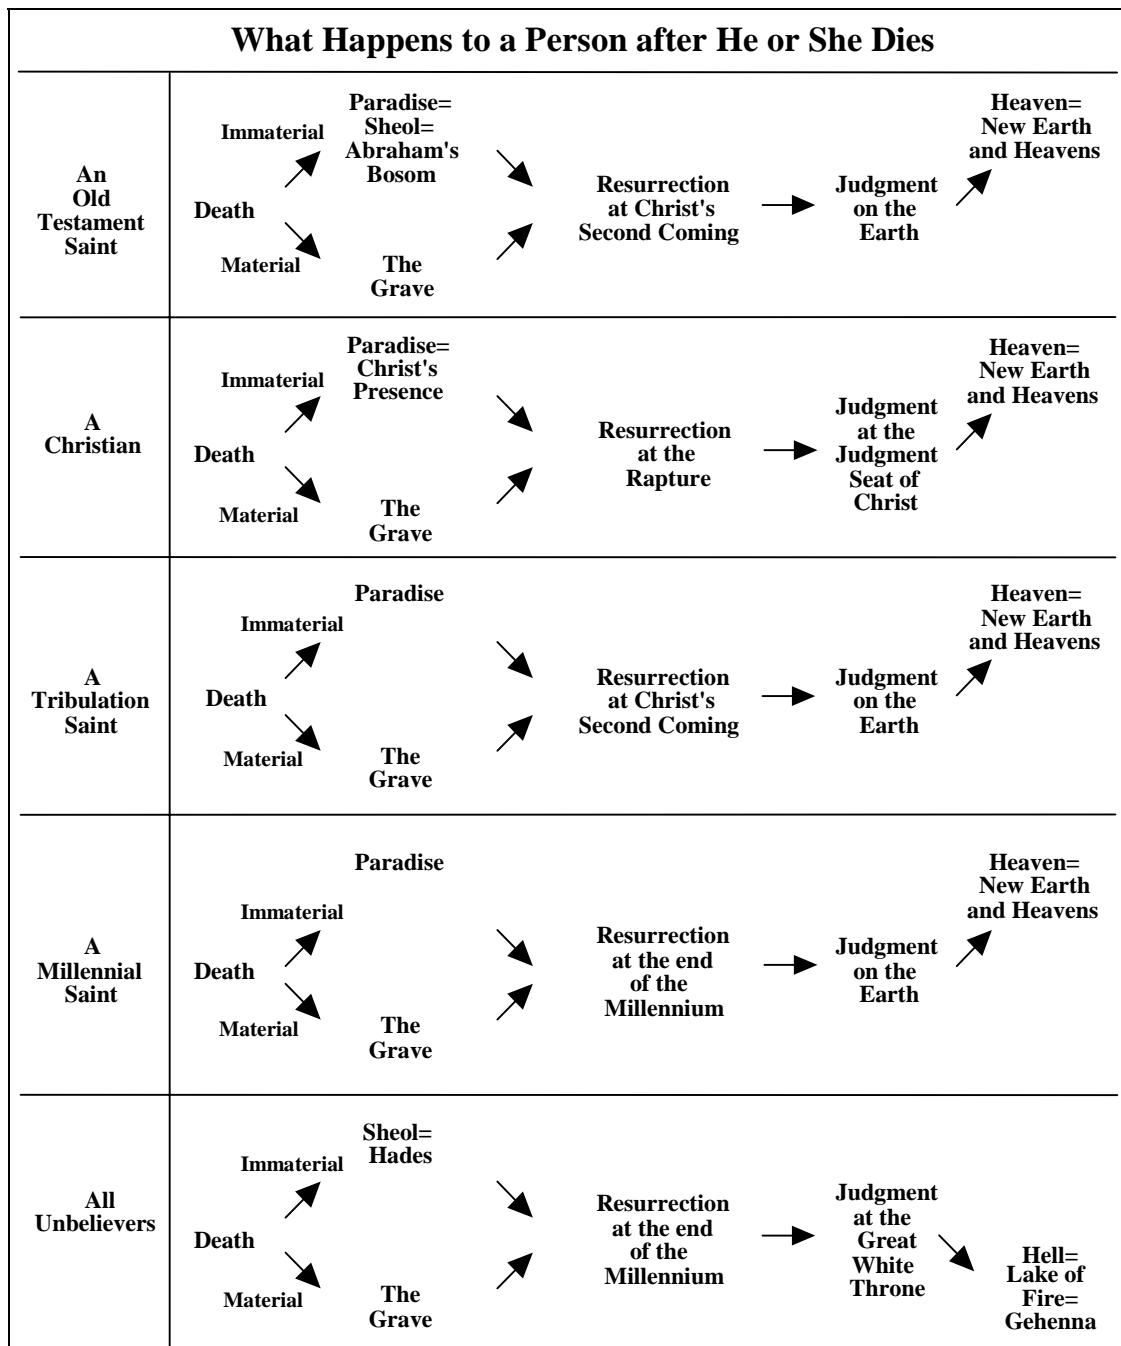 What Happens to a Person after He or She Dies
An
Old
Testament
Saint
Death
Immaterial
Material
Paradise=
Sheol=
Abraham's
Bosom
The
Grave
Resurrection
at Christ's
Second Coming
Judgment
on the
Earth
Heaven=
New Earth
and Heavens
A
Christian
Death
Immaterial
Material
Paradise=
Christ's
Presence
The
Grave
Resurrection
at the
Rapture
Judgment
at the
Judgment
Seat of
Christ
Heaven=
New Earth
and Heavens
A
Tribulation
Saint
Death
Immaterial
Material
Paradise
The
Grave
Resurrection
at Christ's
Second Coming
Judgment
on the
Earth
Heaven=
New Earth
and Heavens
A
Millennial
Saint
Death
Immaterial
Material
Paradise
The
Grave
Resurrection
at the end
of the
Millennium
Judgment
on the
Earth
Heaven=
New Earth
and Heavens
All
Unbelievers
Death
Immaterial
Material
Sheol=
Hades
The
Grave
Resurrection
at the end
of the
Millennium
Judgment
at the
Great
White
Throne
Hell=
Lake of
Fire=
Gehenna